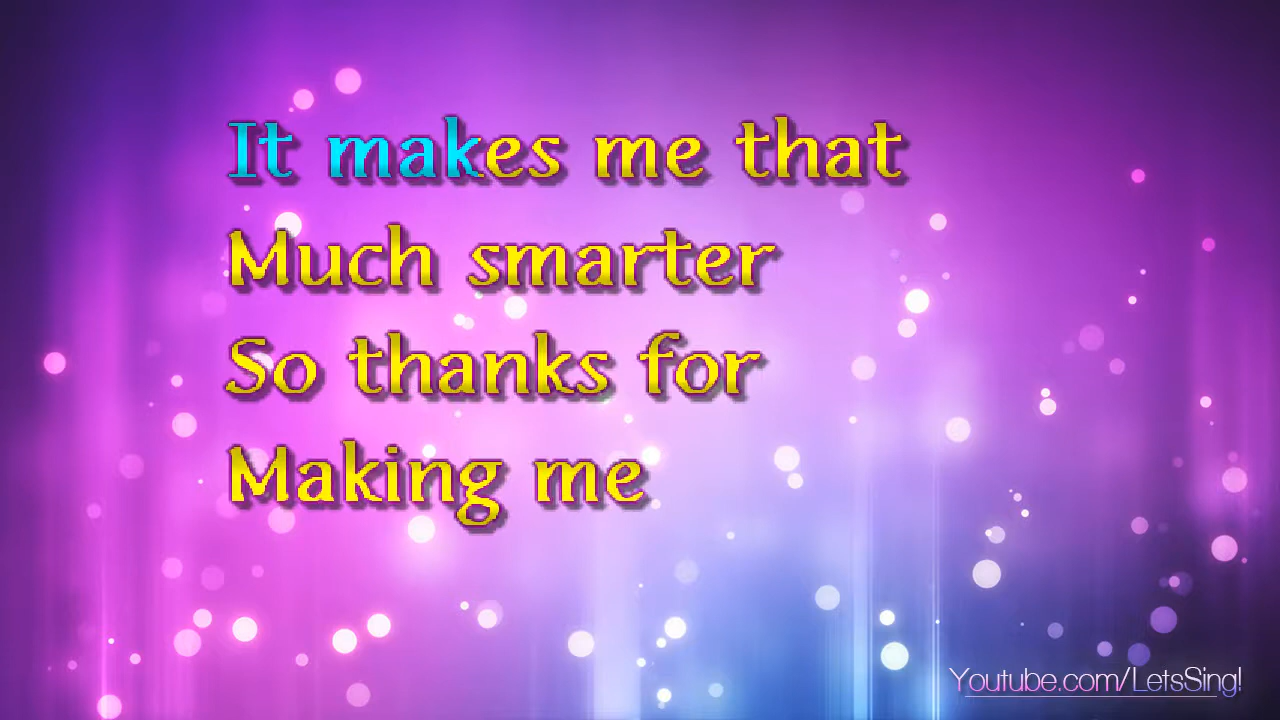 It makes me that
Much smarter
So thanks for
Making me
Youtube.com/LetsSing!